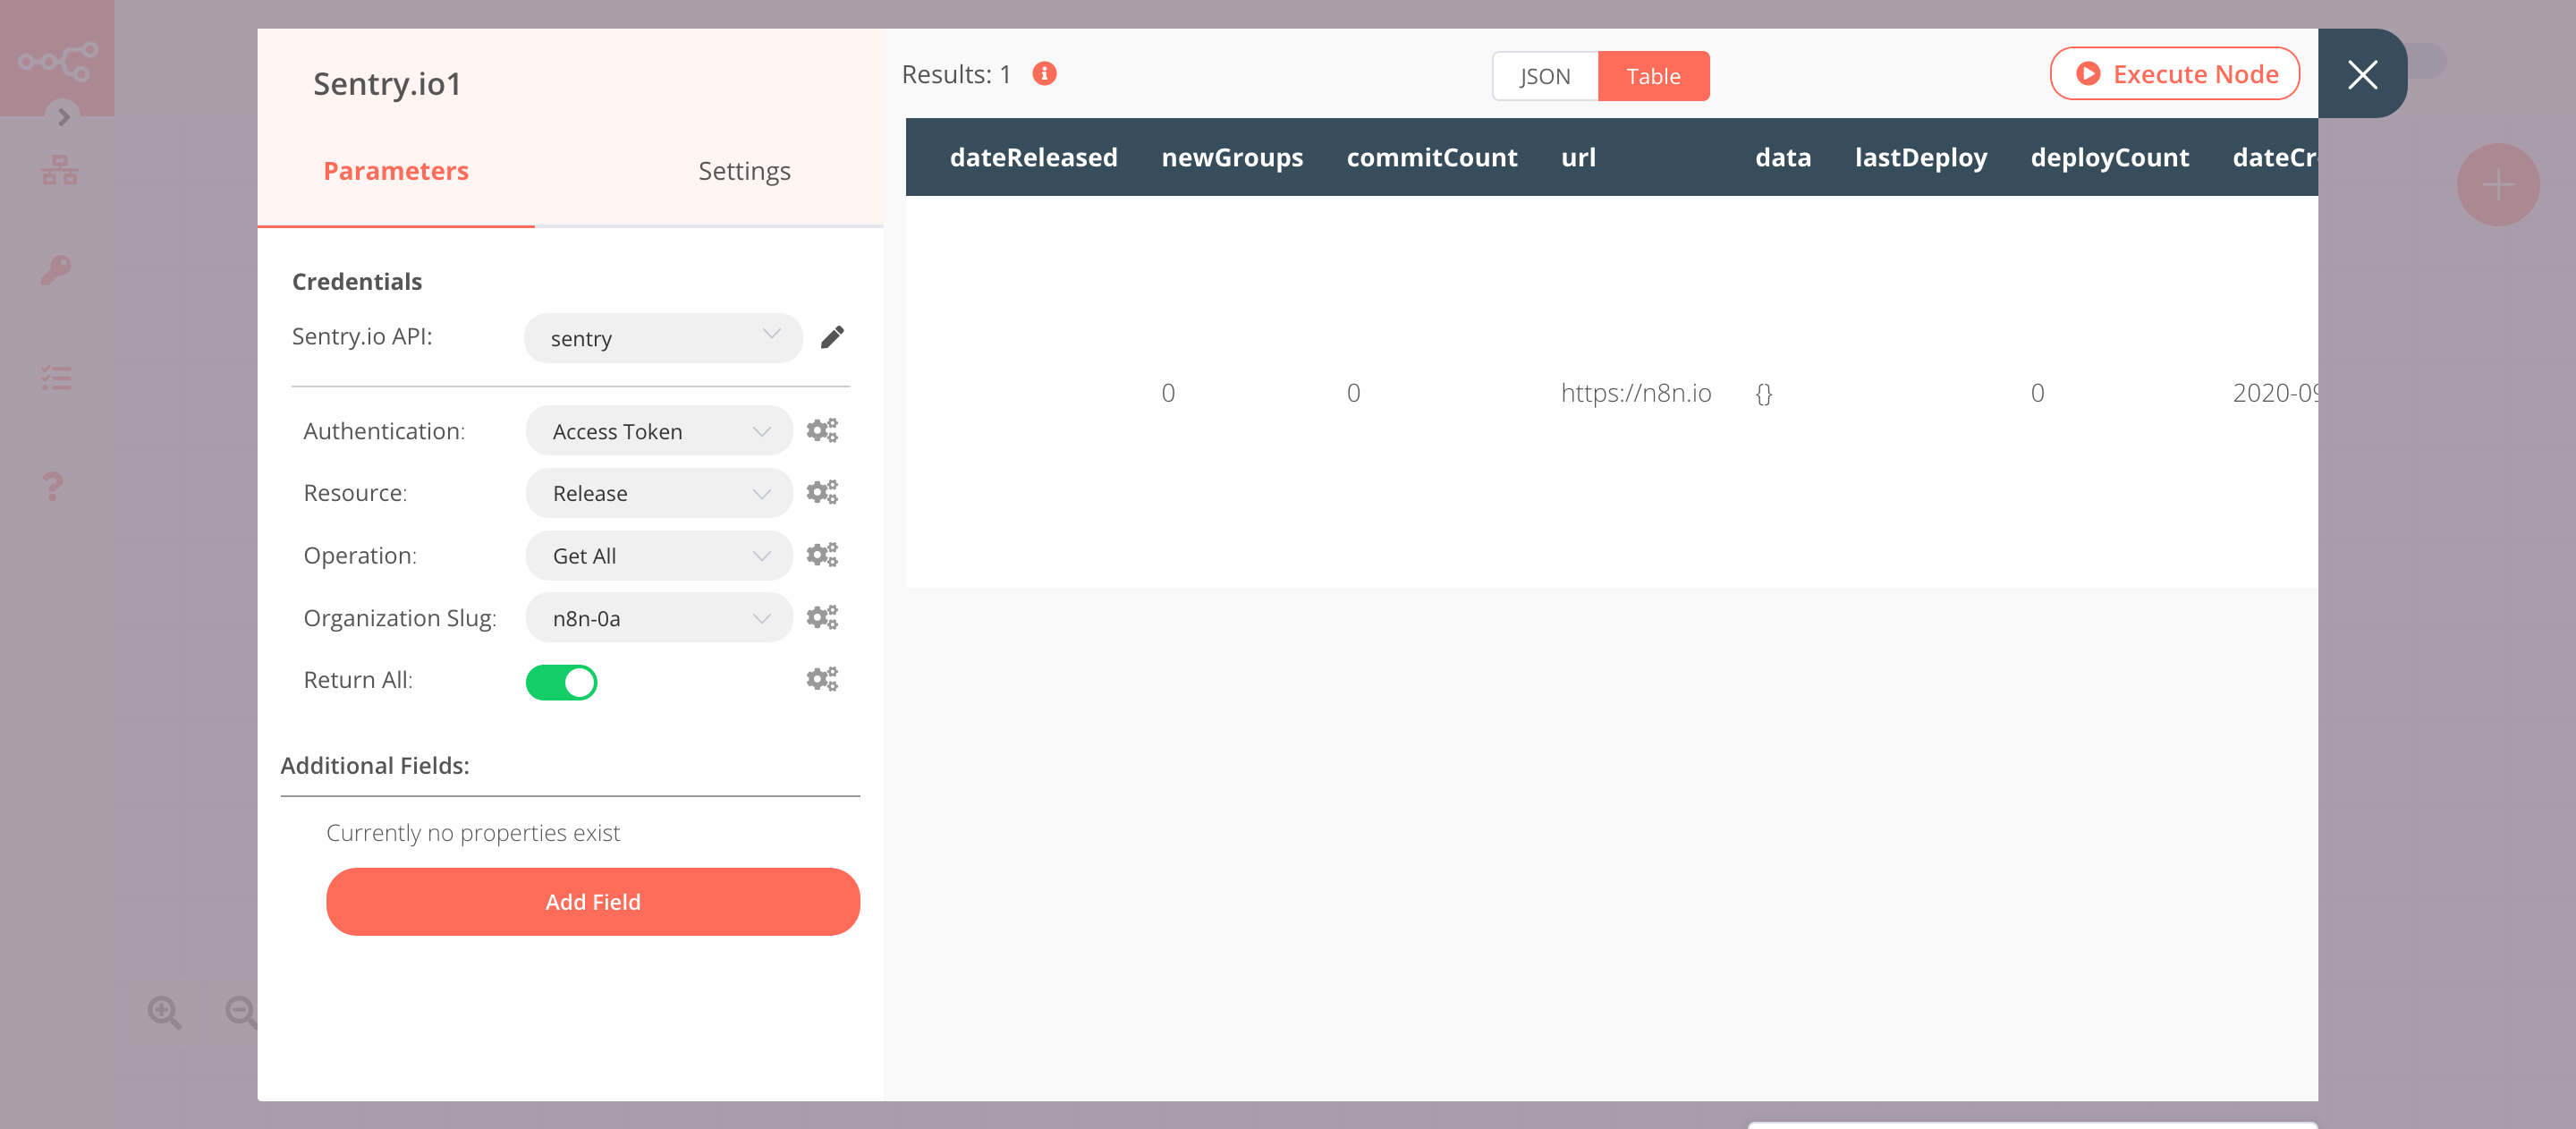 Sentry.io1
Parameters
Settings
Credentials
Sentry.io API:
sentry
Authentication:
Access Token
Resource:
Release
Operation:
Get All
Organization Slug:
n8n-0a
Return All:
Additional Fields:
Currently no properties exist
Add Field
Results: 1
JSON
Table
Execute Node
dateReleased newGroups commitCount url data lastDeploy deployCount dateCr
0 0 https://n8n.io {} 0 2020-09